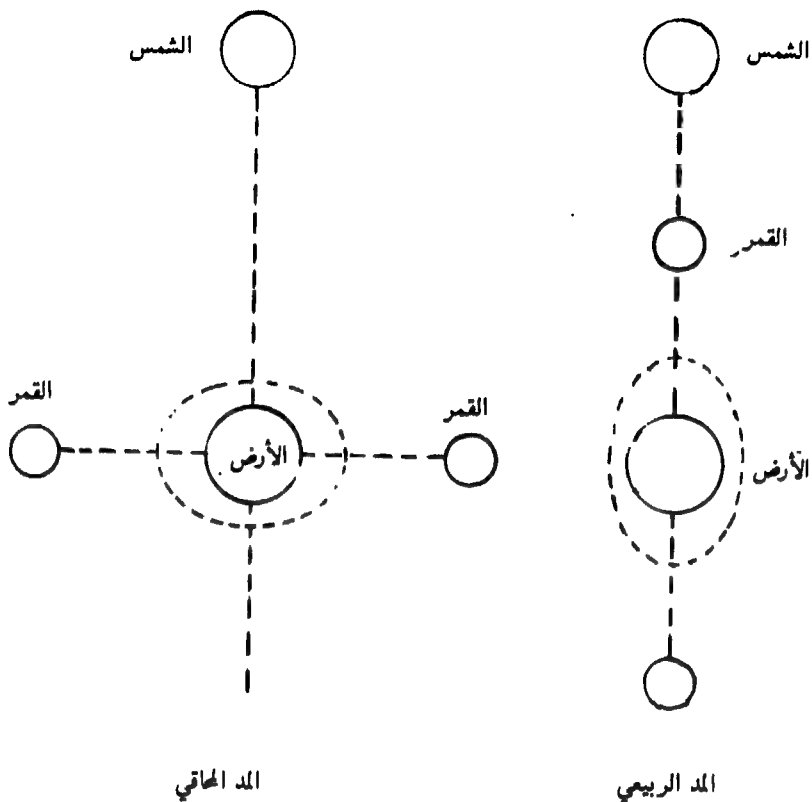 الشمس
القمر
الأرض
المد الربيعي
الشمس
القمر
القمر
الأرض
المد المحاقي